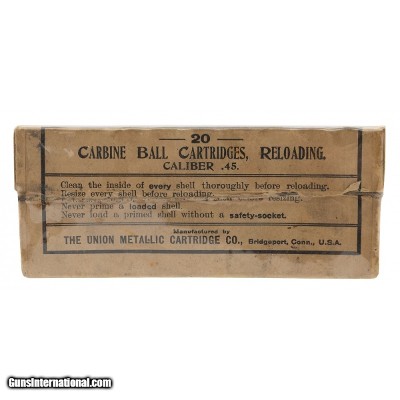 20
CARBINE BALL CARTRIDGES, RELOADING.
CALIBER .45.
Clean the inside of every shell thoroughly before reloading.
Resize every shell before reloading.
resizing.
Never prime a loaded shell.
Never load a primed shell without a safety-socket.
Manufactured by
THE UNION METALLIC CARTRIDGE CO., Bridgeport, Conn., U.S.A.
GunsInternational.com